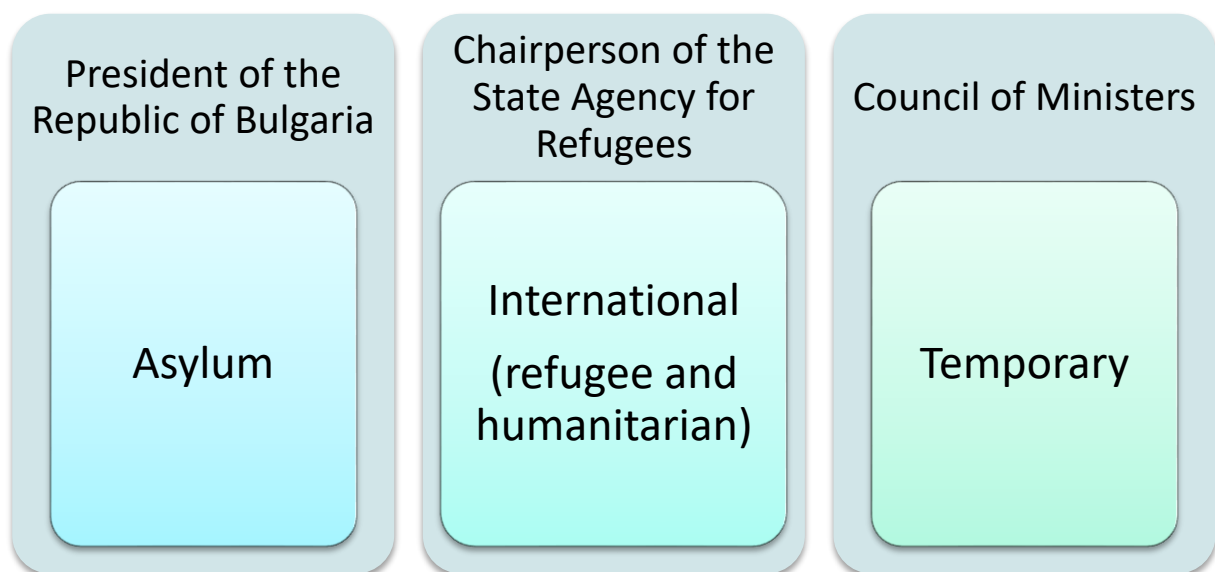 President of the
Republic of Bulgaria
Asylum
Chairperson of the
State Agency for
Refugees
International
(refugee and
humanitarian)
Council of Ministers
Temporary